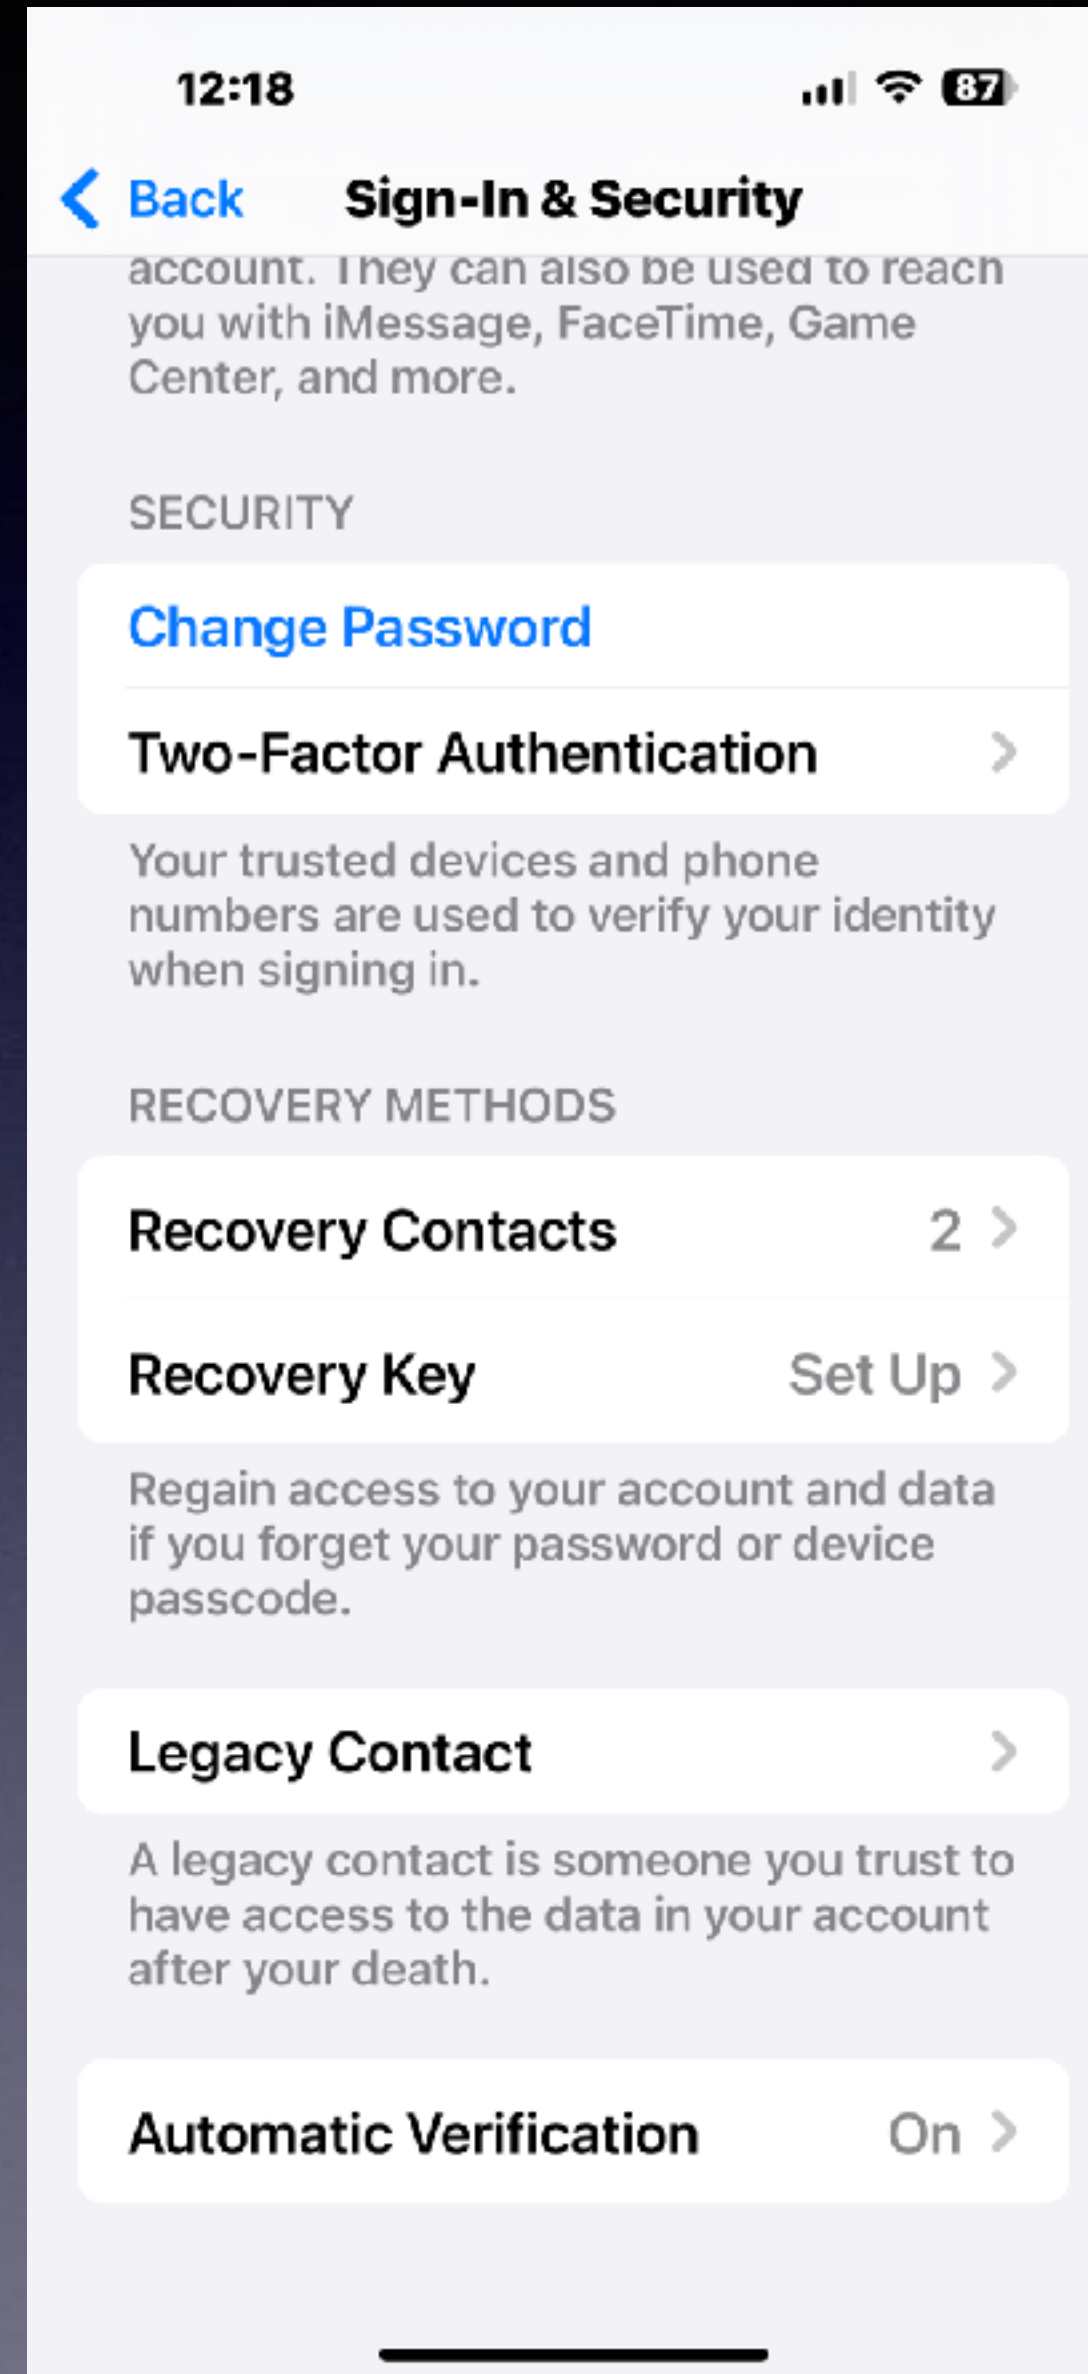 12:18
87
Back
Sign-In & Security
account. They can also be used to reach
you with iMessage, FaceTime, Game
Center, and more.
SECURITY
Change Password
Two-Factor Authentication
Your trusted devices and phone
numbers are used to verify your identity
when signing in.
RECOVERY METHODS
Recovery Contacts 2
Recovery Key Set Up
Regain access to your account and data
if you forget your password or device
passcode.
Legacy Contact
A legacy contact is someone you trust to
have access to the data in your account
after your death.
Automatic Verification On